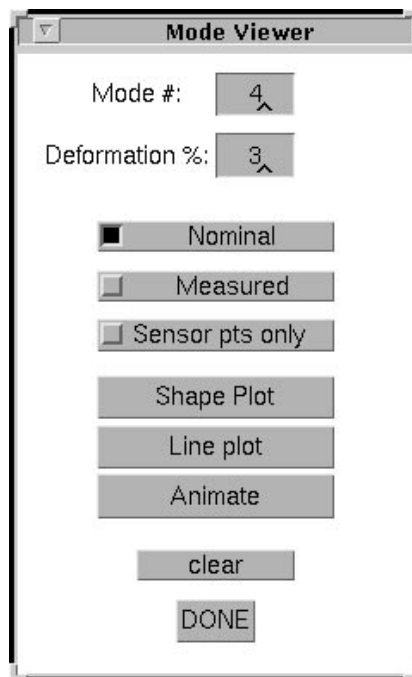 Mode Viewer
Mode #: 4
Deformation %: 3
Nominal
Measured
Sensor pts only
Shape Plot
Line plot
Animate
clear
DONE